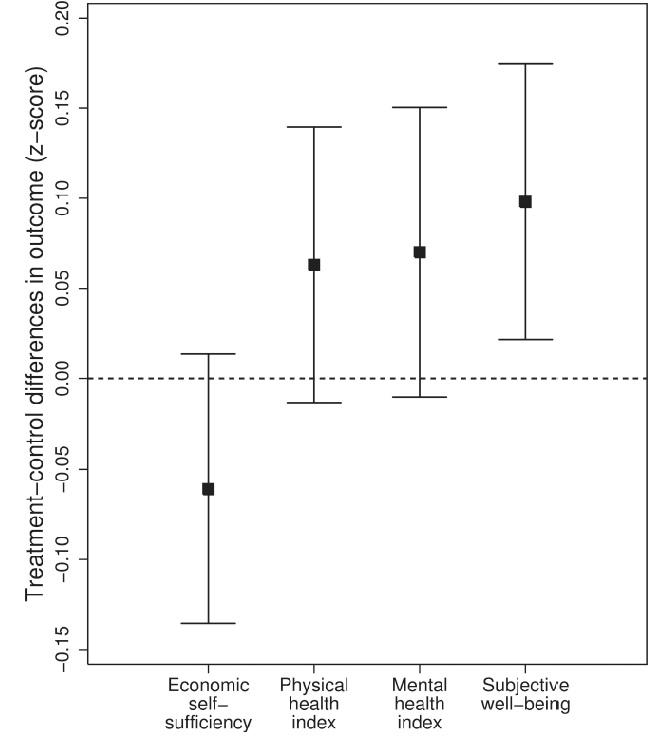 Treatment−control differences in outcome (z−score)
0.20
0.15
0.10
0.05
0.00
−0.05
−0.10
−0.15
Economic
self−
sufficiency
Physical
health
index
Mental
health
index
Subjective
well−being